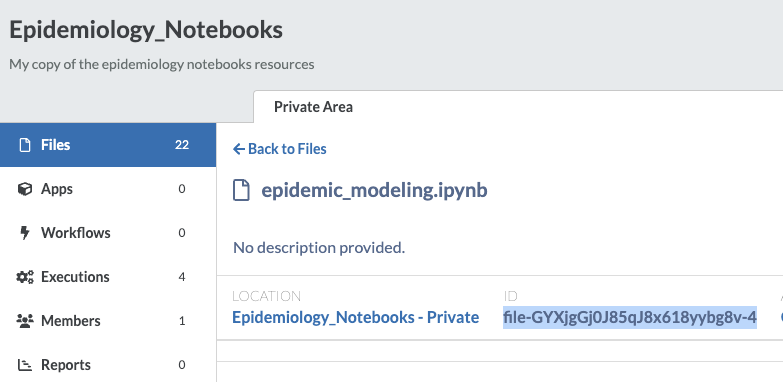 Epidemiology_Notebooks
My copy of the epidemiology notebooks resources
Private Area
Files 22
Apps 0
Workflows 0
Executions 4
Members 1
Reports 0
Back to Files
epidemic_modeling.ipynb
No description provided.
LOCATION
Epidemiology_Notebooks - Private
ID
file-GYXjgGj0J85qJ8x618yybg8v-4